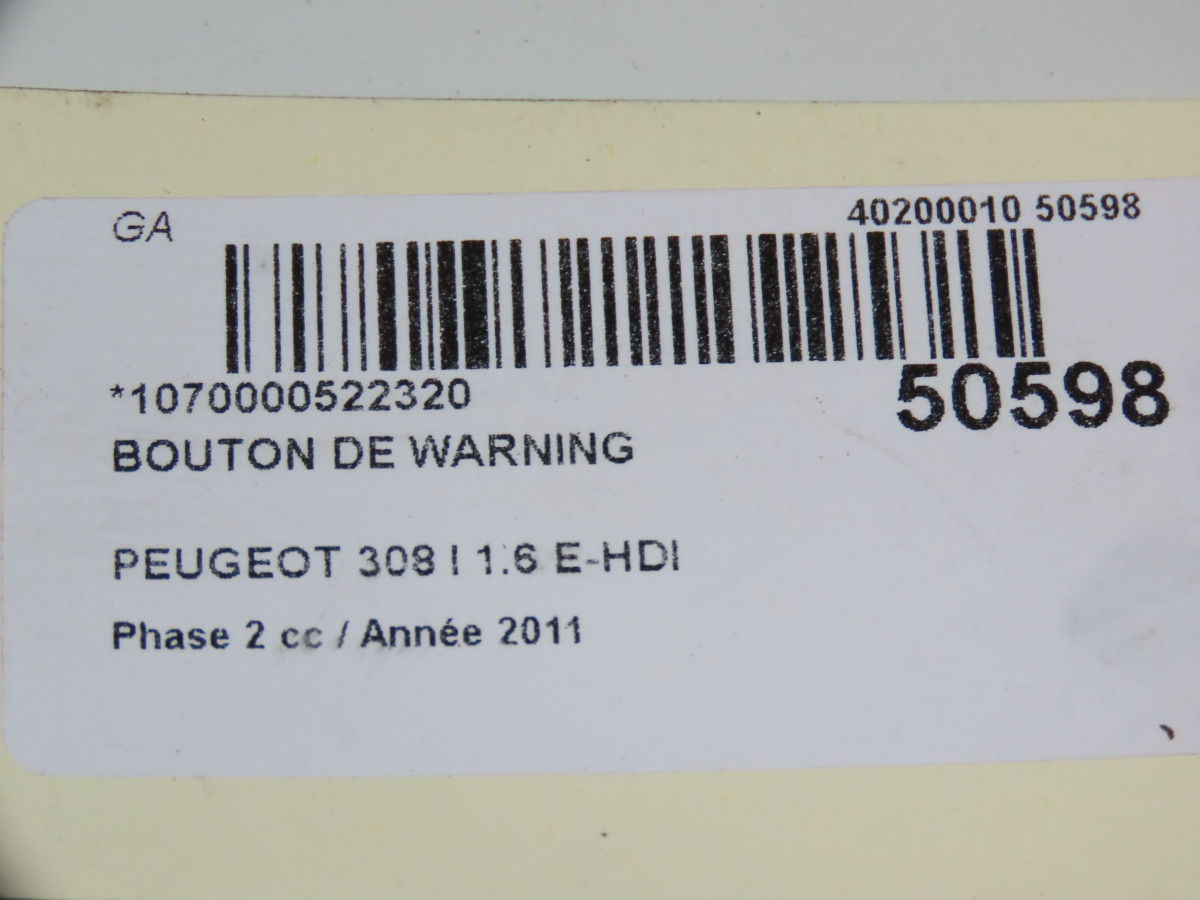 GA
40200010 50598
*1070000522320
50598
BOUTON DE WARNING
PEUGEOT 308 I 1.6 E-HDI
Phase 2 cc / Année 2011